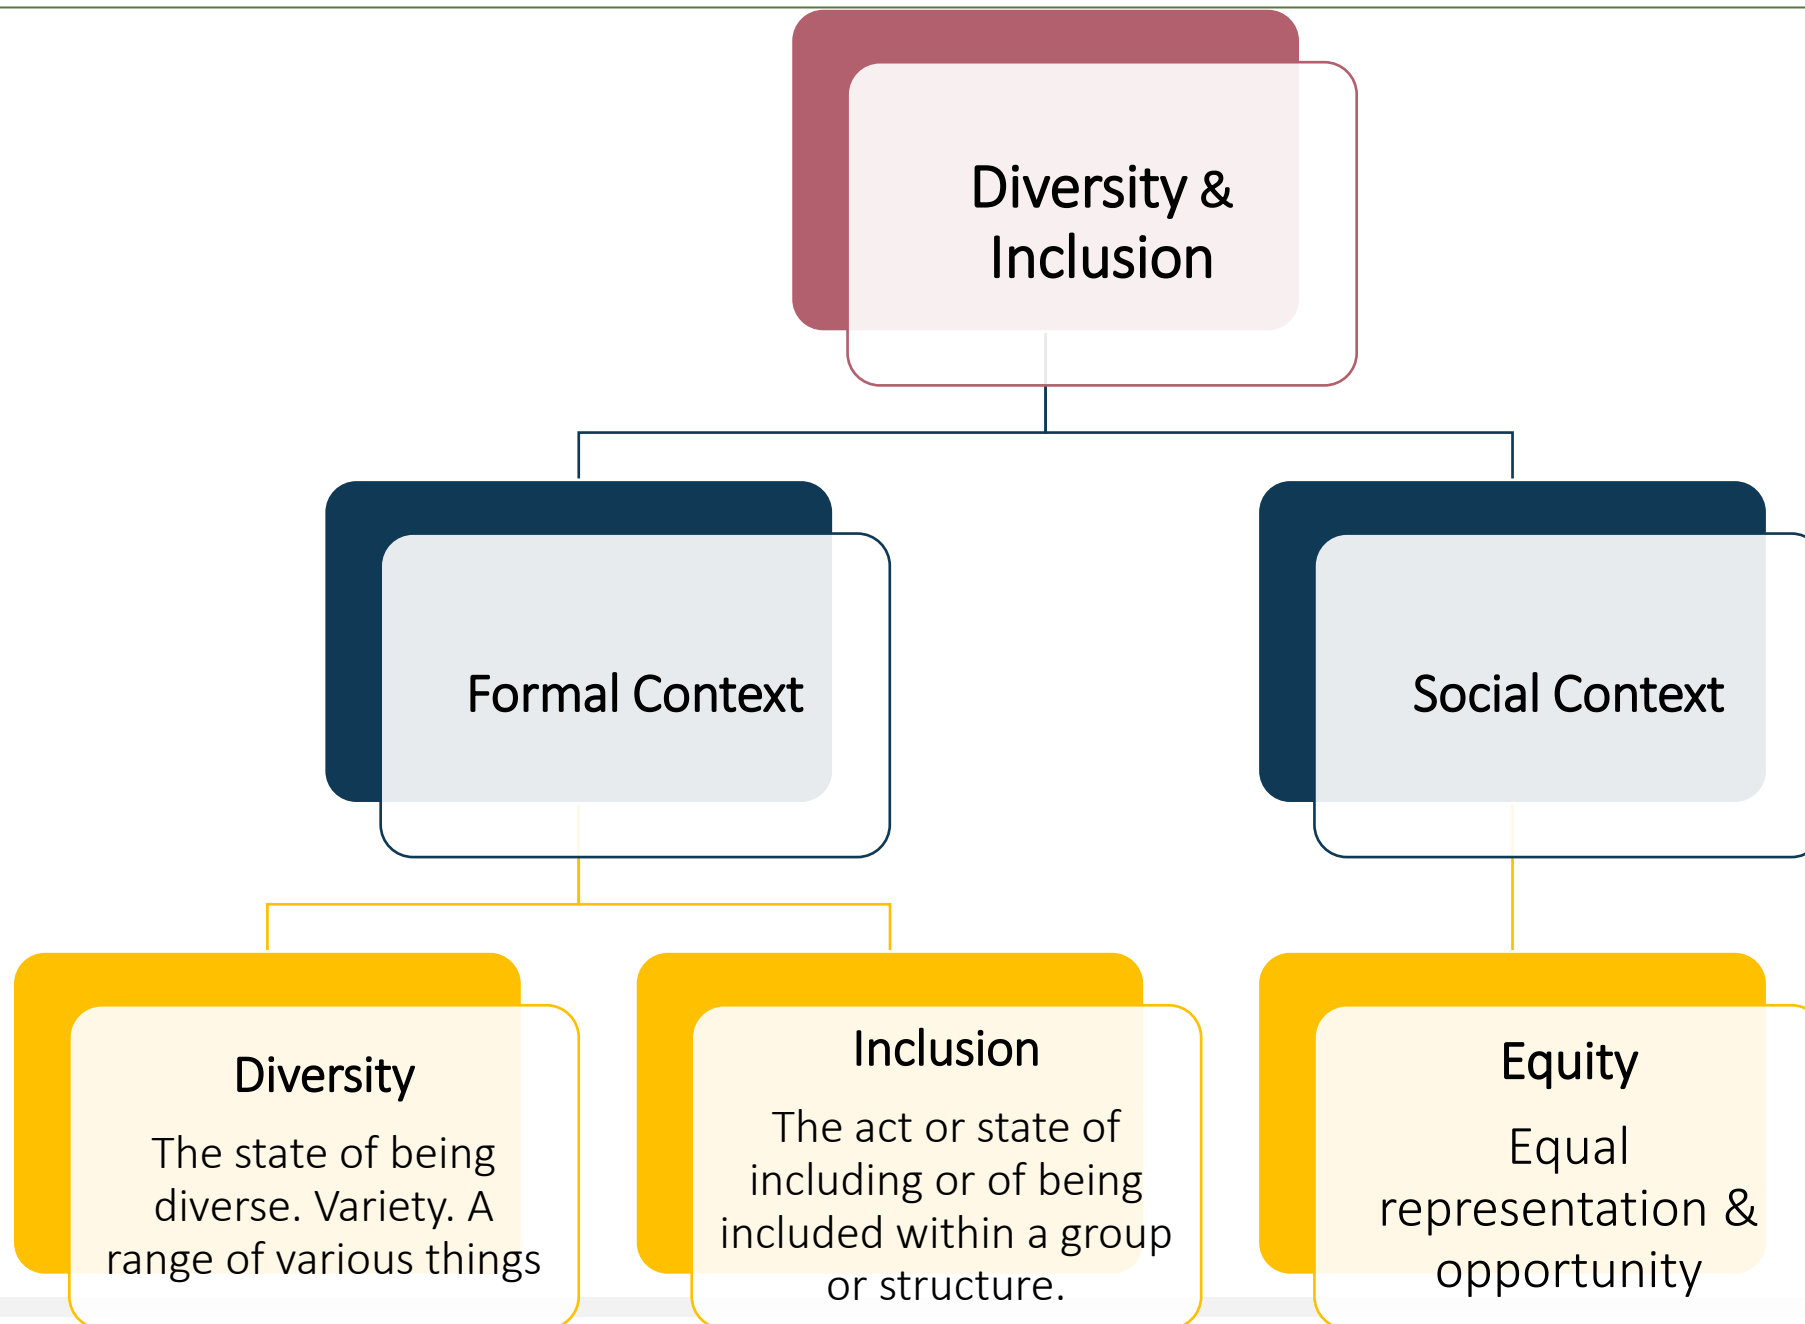 Diversity &
Inclusion
Formal Context
Social Context
Diversity
The state of being
diverse. Variety. A
range of various things
Inclusion
The act or state of
including or of being
included within a group
or structure.
Equity
Equal
representation &
opportunity